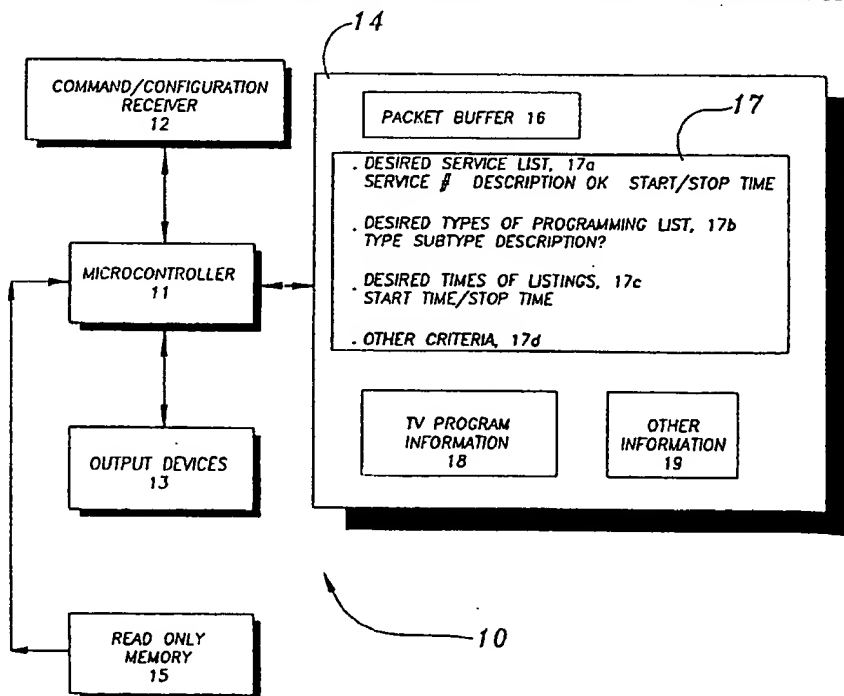 14
COMMAND/CONFIGURATION
RECEIVER
12
PACKET BUFFER 16
17
. DESIRED SERVICE LIST, 17a
SERVICE # DESCRIPTION OK START/STOP TIME
. DESIRED TYPES OF PROGRAMMING LIST, 17b
TYPE SUBTYPE DESCRIPTION?
. DESIRED TIMES OF LISTINGS, 17c
START TIME/STOP TIME
. OTHER CRITERIA, 17d
MICROCONTROLLER
11
TV PROGRAM
INFORMATION
18
OTHER
INFORMATION
19
OUTPUT DEVICES
13
READ ONLY
MEMORY
15
10